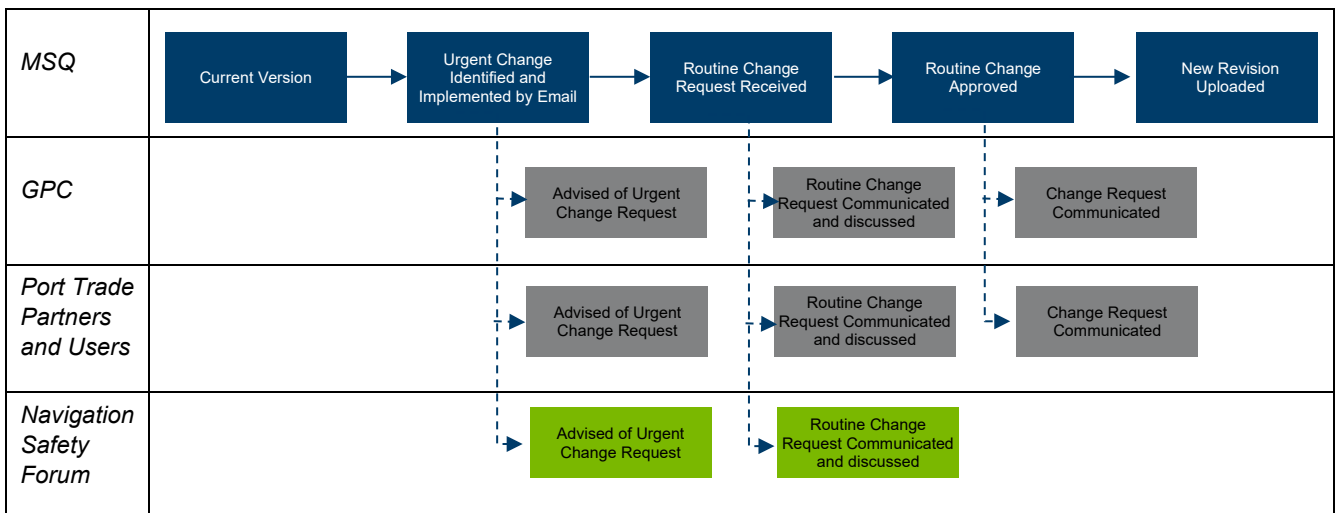 MSQ
Current Version
Urgent Change
Identified and
Implemented by Email
Routine Change
Request Received
Routine Change
Approved
New Revision
Uploaded
GPC
Advised of Urgent
Change Request
Routine Change
Request Communicated
and discussed
Change Request
Communicated
Port Trade
Partners
and Users
Advised of Urgent
Change Request
Routine Change
Request Communicated
and discussed
Change Request
Communicated
Navigation
Safety
Forum
Advised of Urgent
Change Request
Routine Change
Request Communicated
and discussed